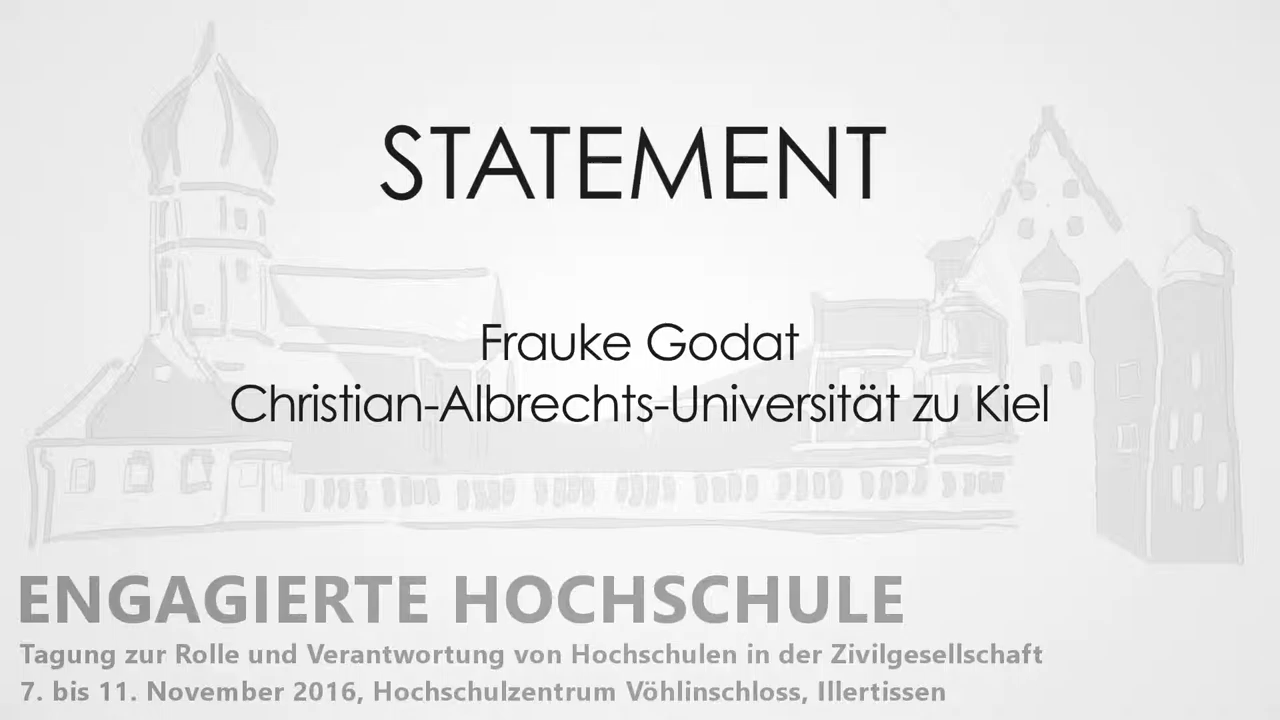 STATEMENT
Frauke Godat
Christian-Albrechts-Universität zu Kiel
ENGAGIERTE HOCHSCHULE
Tagung zur Rolle und Verantwortung von Hochschulen in der Zivilgesellschaft
7. bis 11. November 2016, Hochschulzentrum Vöhlinschloss, Illertissen